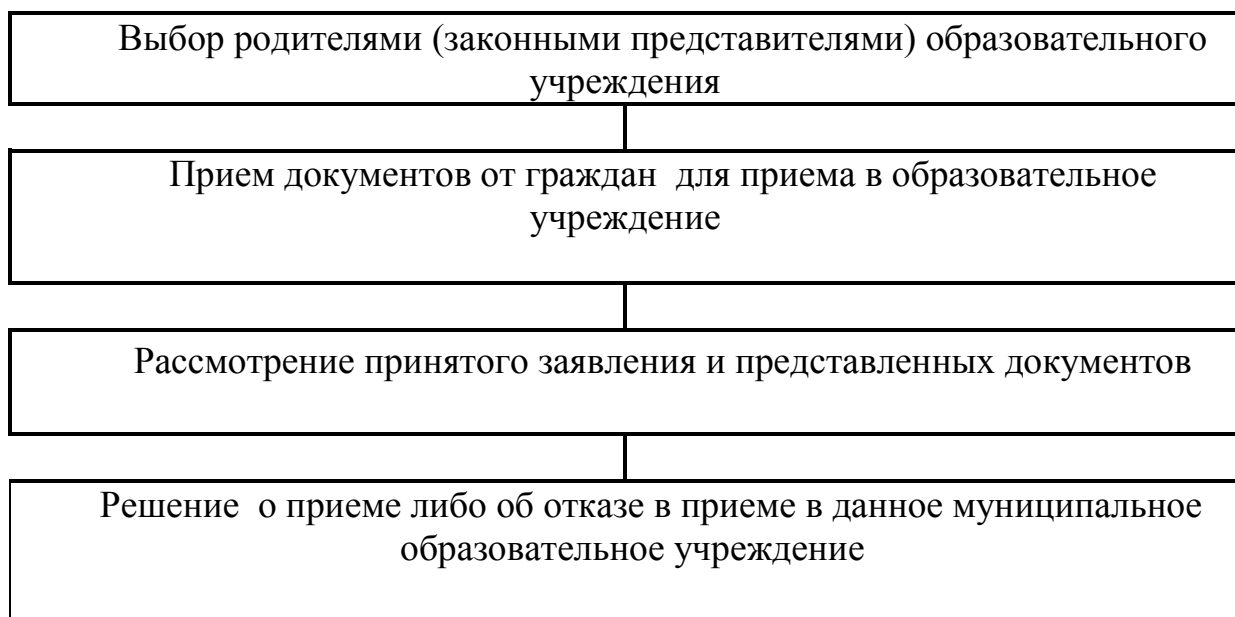 Выбор родителями (законными представителями) образовательного
учреждения
Прием документов от граждан  для приема в образовательное
учреждение
Рассмотрение принятого заявления и представленных документов
Решение  о приеме либо об отказе в приеме в данное муниципальное
образовательное учреждение